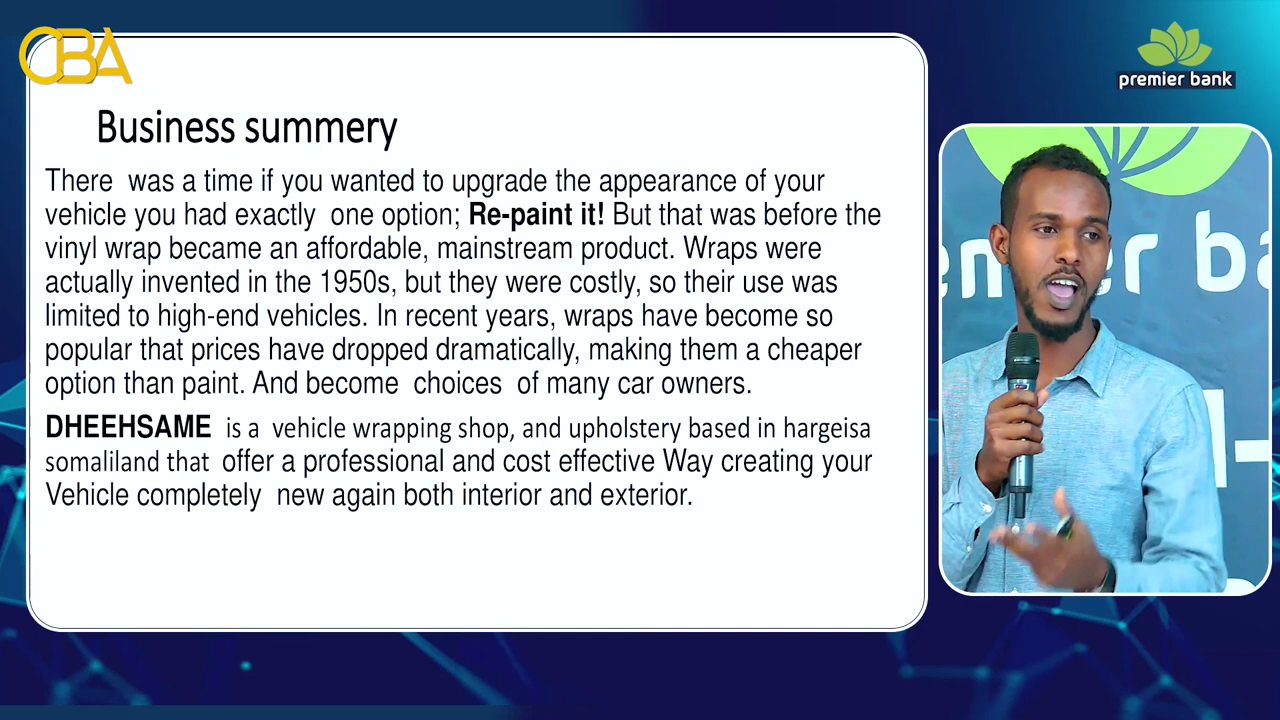 CBA
premier bank
Business summery
There was a time if you wanted to upgrade the appearance of your
vehicle you had exactly one option; Re-paint it! But that was before the
vinyl wrap became an affordable, mainstream product. Wraps were
actually invented in the 1950s, but they were costly, so their use was
limited to high-end vehicles. In recent years, wraps have become so
popular that prices have dropped dramatically, making them a cheaper
option than paint. And become choices of many car owners.
DHEEHSAME is a vehicle wrapping shop, and upholstery based in hargeisa
somaliland that offer a professional and cost effective Way creating your
Vehicle completely new again both interior and exterior.